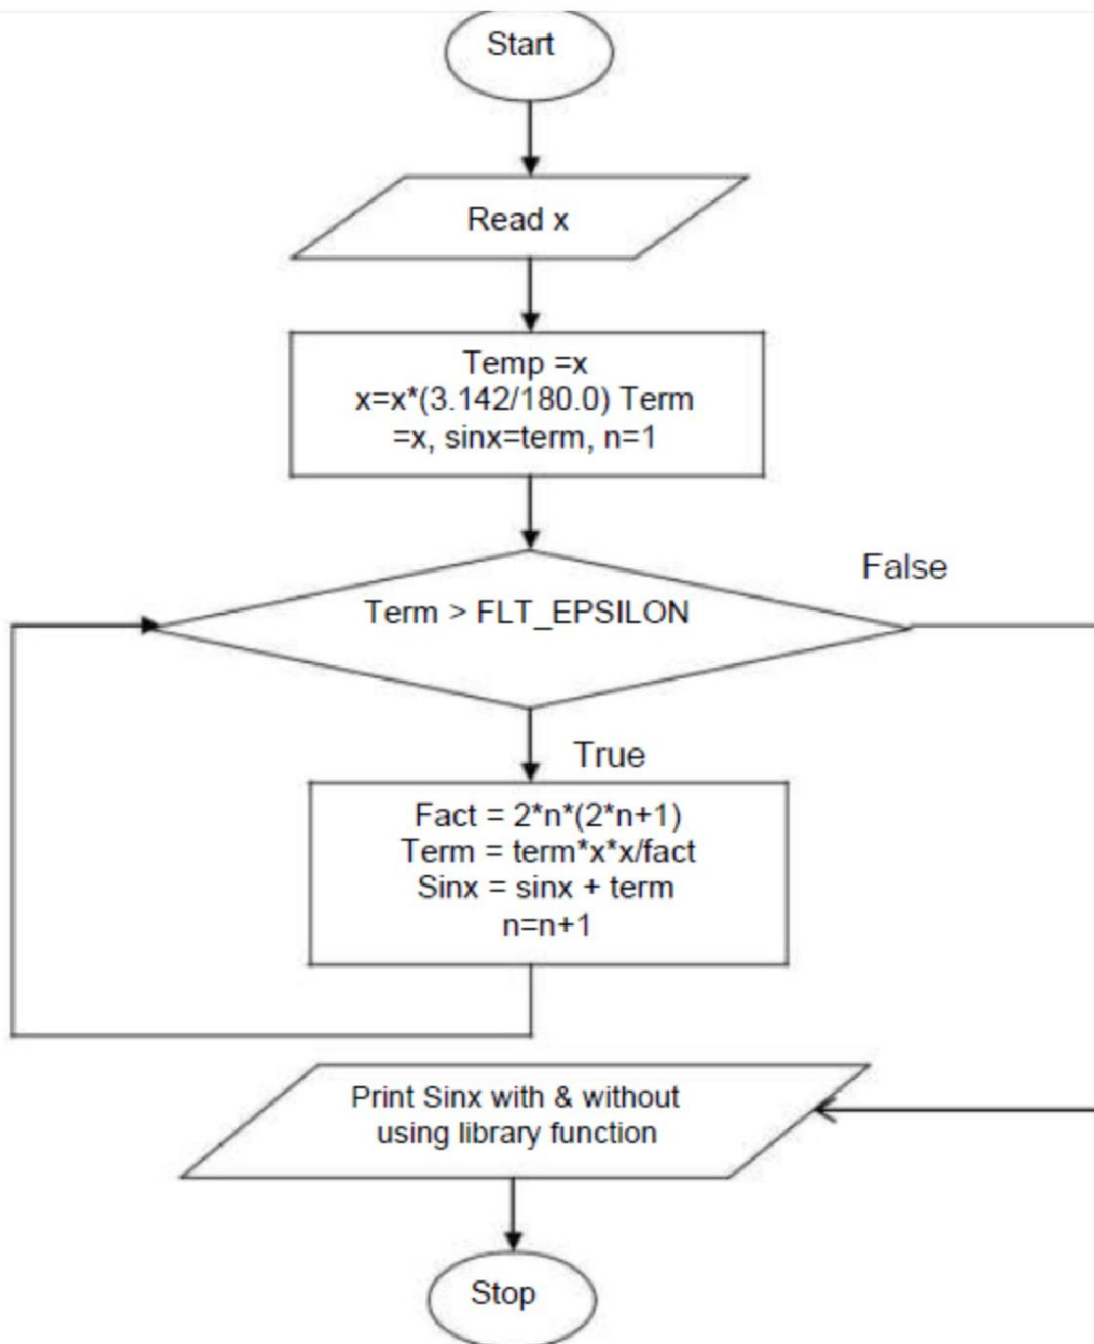 Start
Read x
Temp =x
x=x*(3.142/180.0) Term
=x, sinx=term, n=1
False
Term > FLT_EPSILON
True
Fact = 2*n*(2*n+1)
Term = term*x*x/fact
Sinx = sinx + term
n=n+1
Print Sinx with & without
using library function
Stop